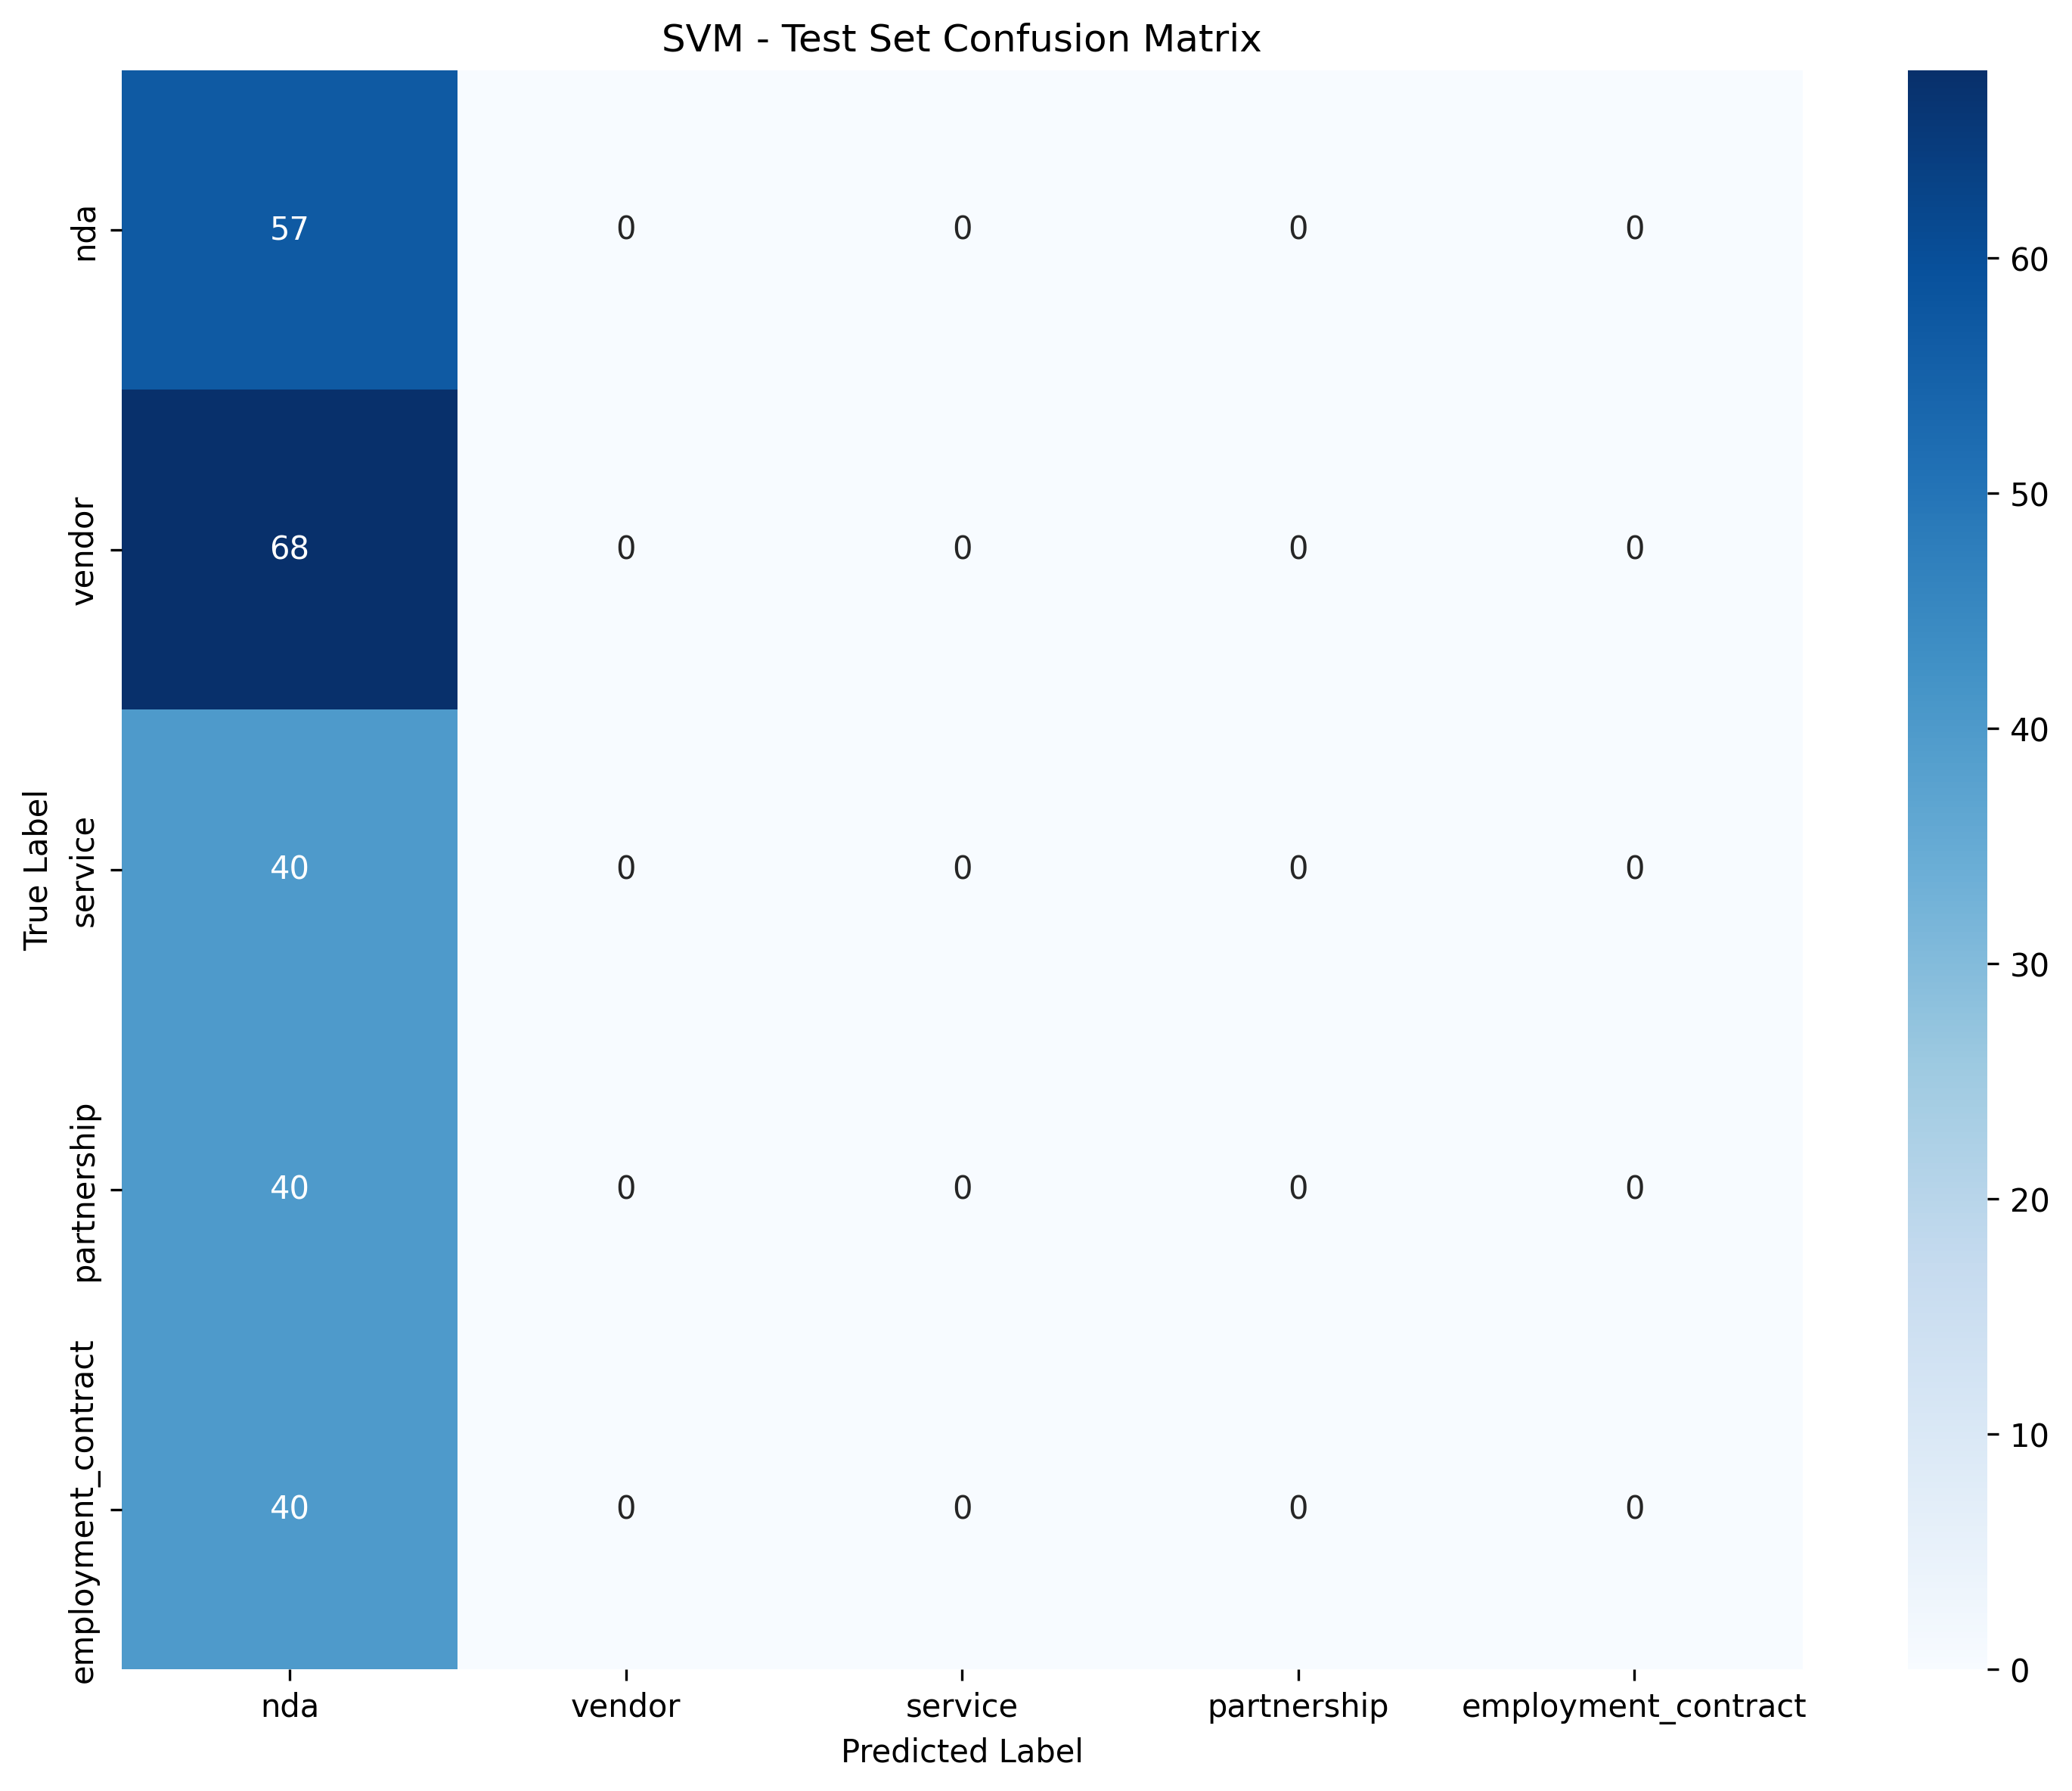 SVM - Test Set Confusion Matrix
True Label
nda
57 0 0 0 0
vendor
68 0 0 0 0
service
40 0 0 0 0
partnership
40 0 0 0 0
employment_contract
40 0 0 0 0
nda vendor service partnership employment_contract
Predicted Label
60
50
40
30
20
10
0